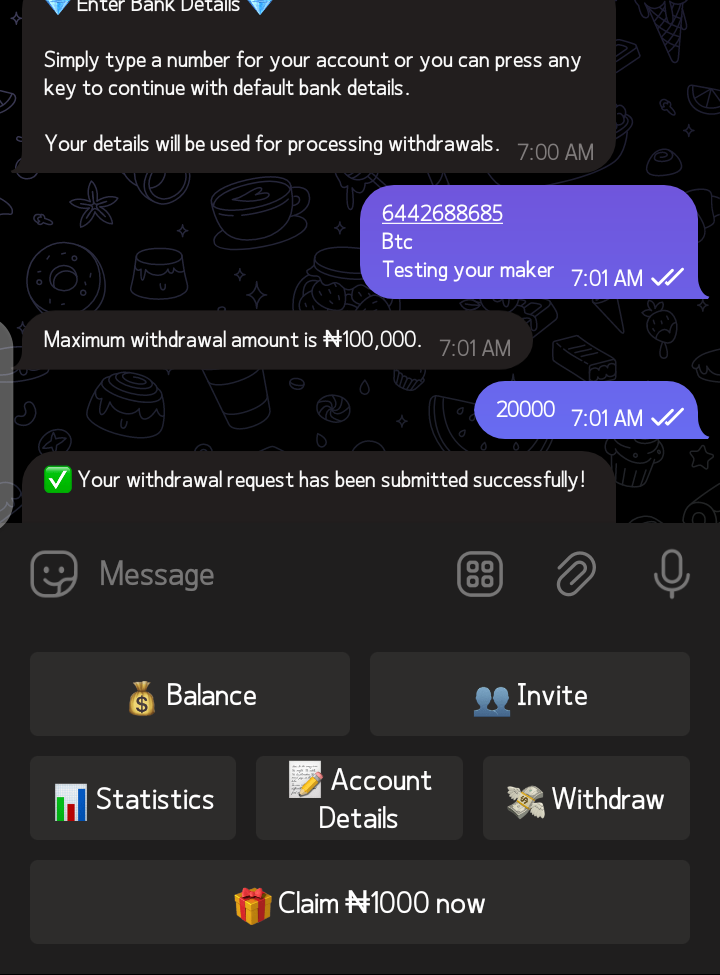 💎 Enter Bank Details 💎
Simply type a number for your account or you can press any
key to continue with default bank details.
Your details will be used for processing withdrawals. 7:00 AM
6442688685
Btc
Testing your maker 7:01 AM
Maximum withdrawal amount is ₦100,000. 7:01 AM
20000 7:01 AM
✅ Your withdrawal request has been submitted successfully!
Message
💰 Balance
👥 Invite
📊 Statistics
📝 Account
Details
💸 Withdraw
🎁 Claim ₦1000 now